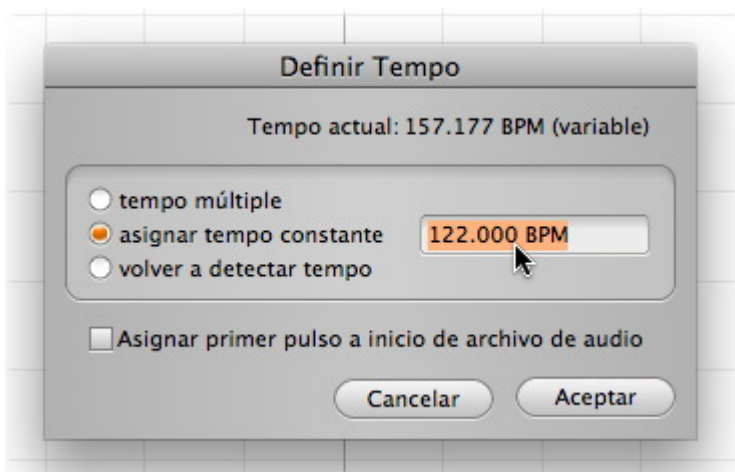 Definir Tempo
Tempo actual: 157.177 BPM (variable)
tempo múltiple
asignar tempo constante 122.000 BPM
volver a detectar tempo
Asignar primer pulso a inicio de archivo de audio
Cancelar Aceptar